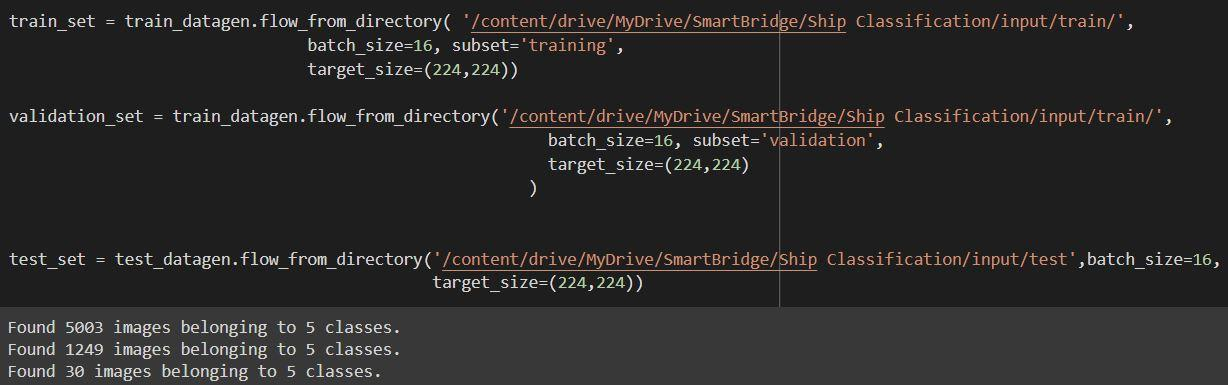 train_set = train_datagen.flow_from_directory( '/content/drive/MyDrive/SmartBridge/Ship Classification/input/train/',
batch_size=16, subset='training',
target_size=(224,224))
validation_set = train_datagen.flow_from_directory('/content/drive/MyDrive/SmartBridge/Ship Classification/input/train/',
batch_size=16, subset='validation',
target_size=(224,224)
)
test_set = test_datagen.flow_from_directory('/content/drive/MyDrive/SmartBridge/Ship Classification/input/test',batch_size=16,
target_size=(224,224))
Found 5003 images belonging to 5 classes.
Found 1249 images belonging to 5 classes.
Found 30 images belonging to 5 classes.